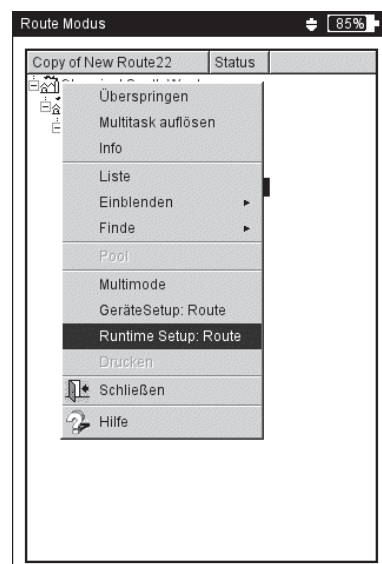 Route Modus 85%
Copy of New Route22 Status
Überspringen
Multitask auflösen
Info
Liste
Einblenden
Finde
Pool
Multimode
GeräteSetup: Route
Runtime Setup: Route
Drucken
Schließen
Hilfe